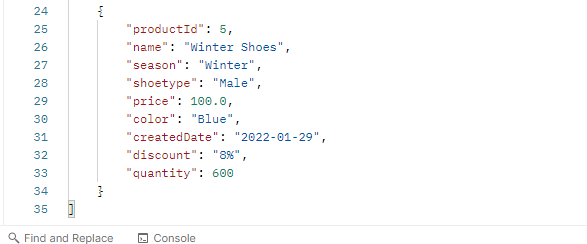 24 {
25 "productId": 5,
26 "name": "Winter Shoes",
27 "season": "Winter",
28 "shoetype": "Male",
29 "price": 100.0,
30 "color": "Blue",
31 "createdDate": "2022-01-29",
32 "discount": "8%",
33 "quantity": 600
34 }
35 ]
Find and Replace Console